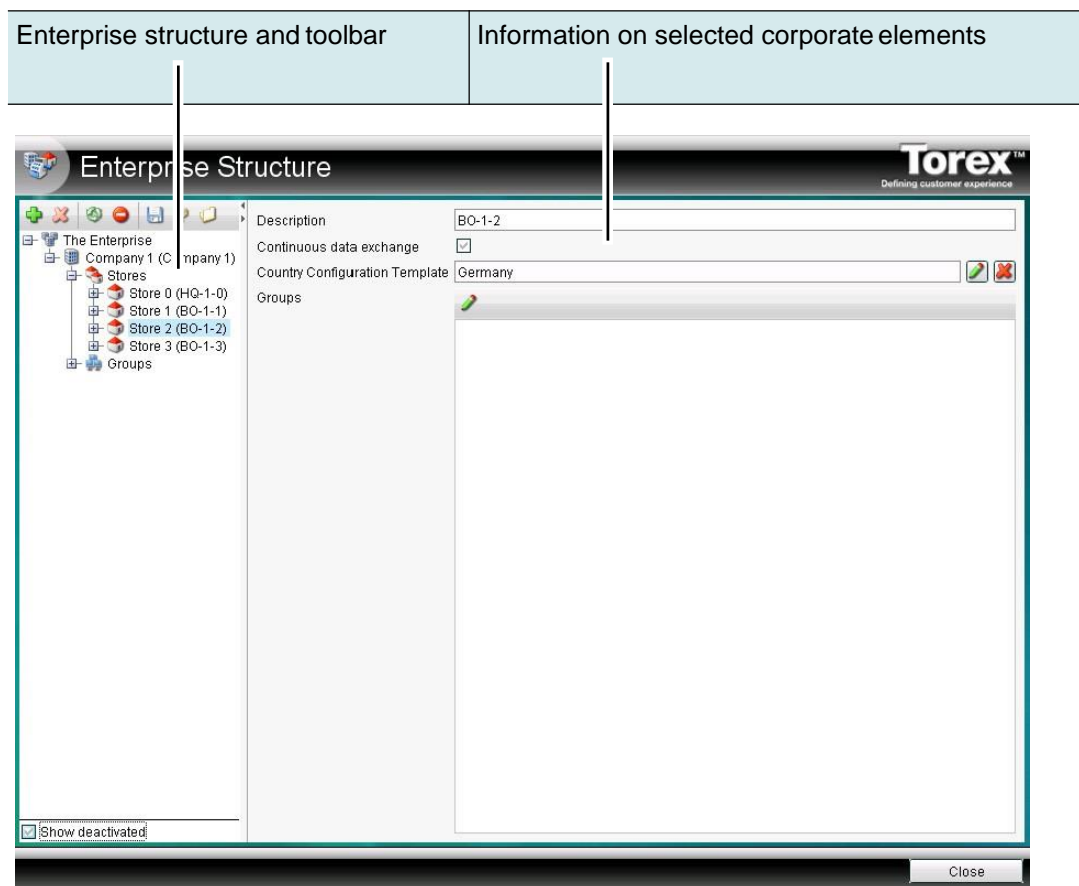 Enterprise structure and toolbar
Information on selected corporate elements
Enterprise Structure
Torex™
Defining customer experience
Description
BO-1-2
The Enterprise
Continuous data exchange
Company 1 (Company 1)
Country Configuration Template
Germany
Stores
Groups
Store 0 (HQ-1-0)
Store 1 (BO-1-1)
Store 2 (BO-1-2)
Store 3 (BO-1-3)
Groups
Show deactivated
Close